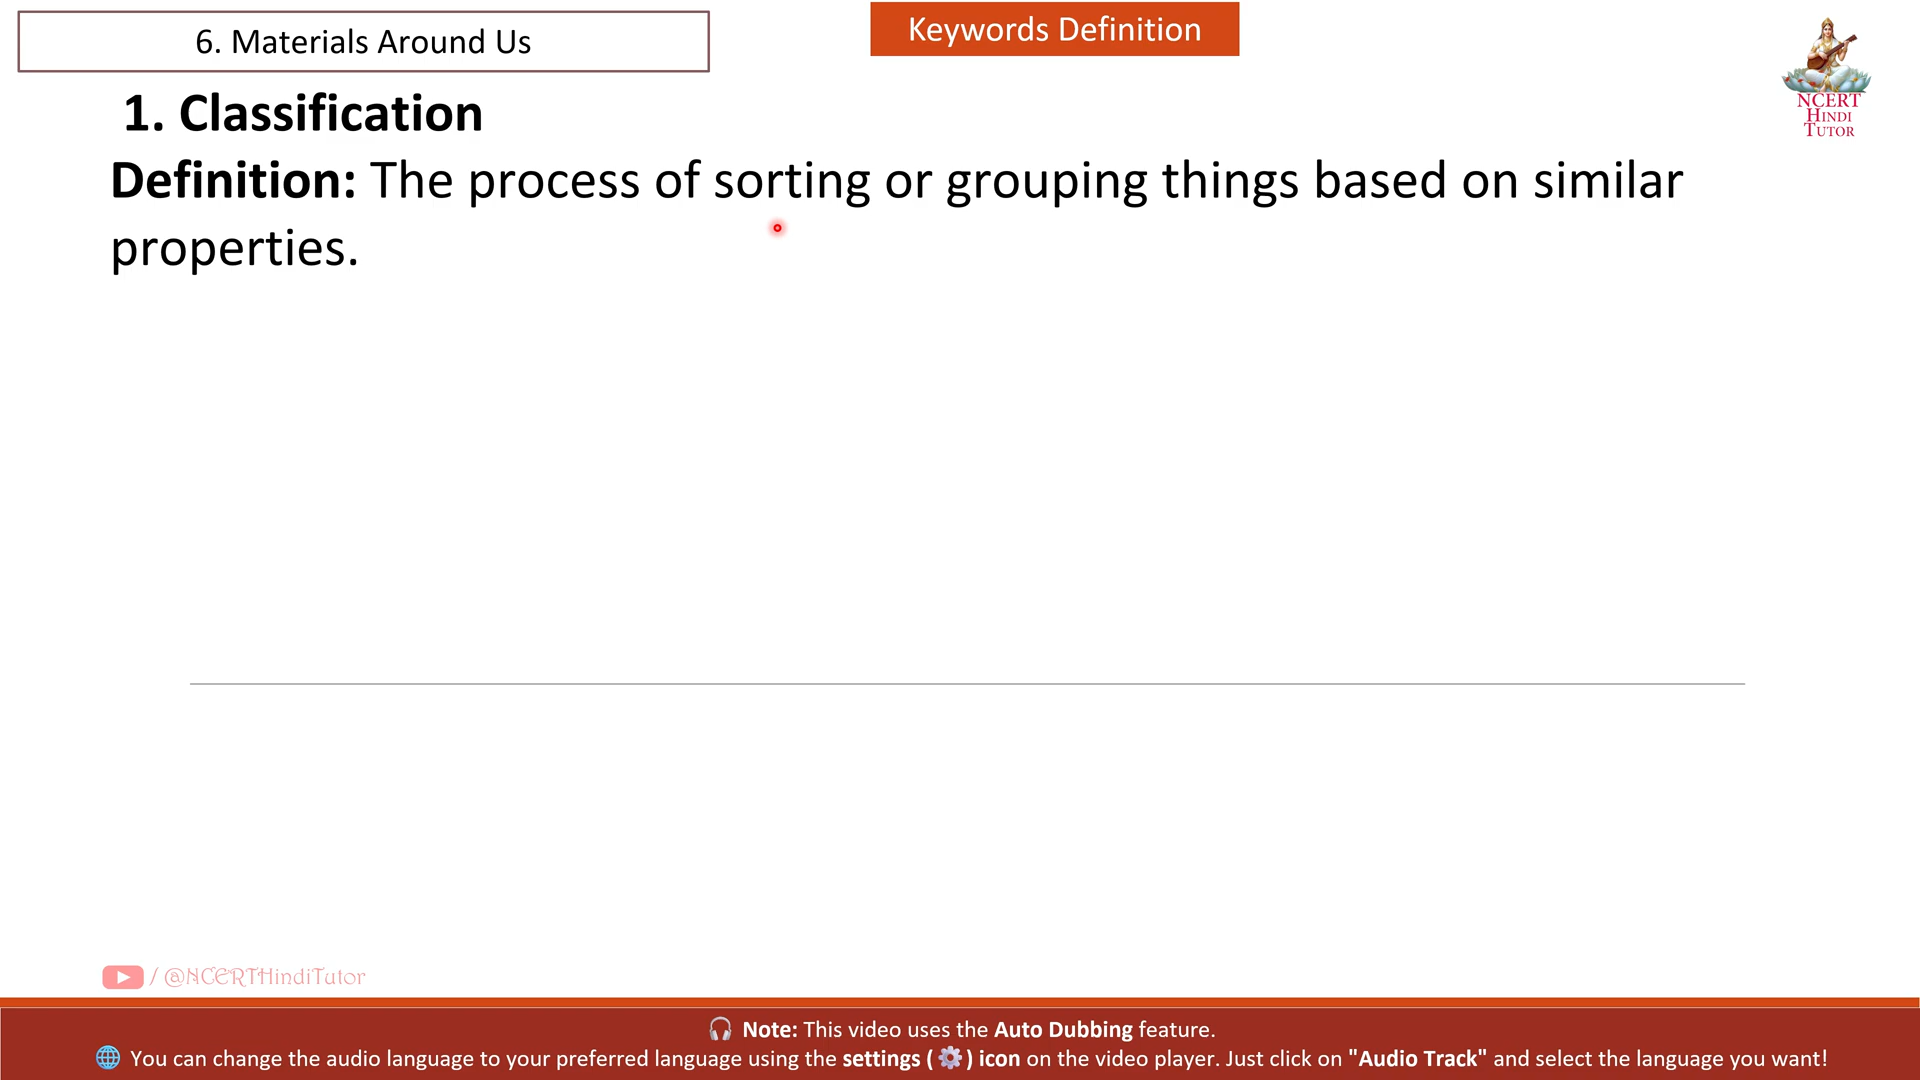 6. Materials Around Us
Keywords Definition
NCERT
HINDI
TUTOR
1. Classification
Definition: The process of sorting or grouping things based on similar
properties.
/ @NCERTHindiTutor
Note: This video uses the Auto Dubbing feature.
You can change the audio language to your preferred language using the settings ( ) icon on the video player. Just click on "Audio Track" and select the language you want!